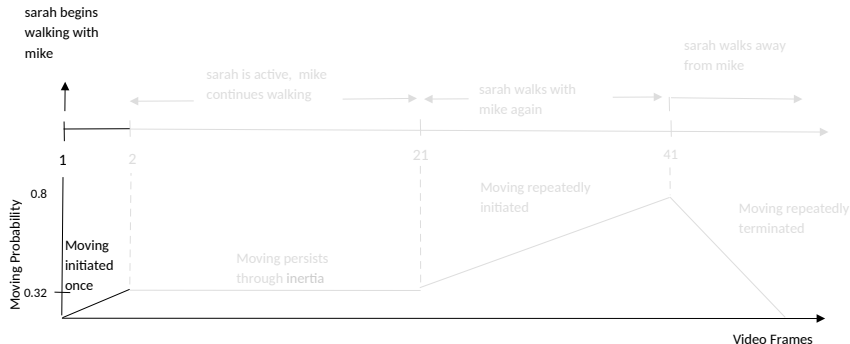 sarah begins
walking with
mike
sarah is active, mike
continues walking
sarah walks with
mike again
sarah walks away
from mike
1
2
21
41
Moving Probability
0.8
0.32
Moving
initiated
once
Moving persists
through inertia
Moving repeatedly
initiated
Moving repeatedly
terminated
Video Frames